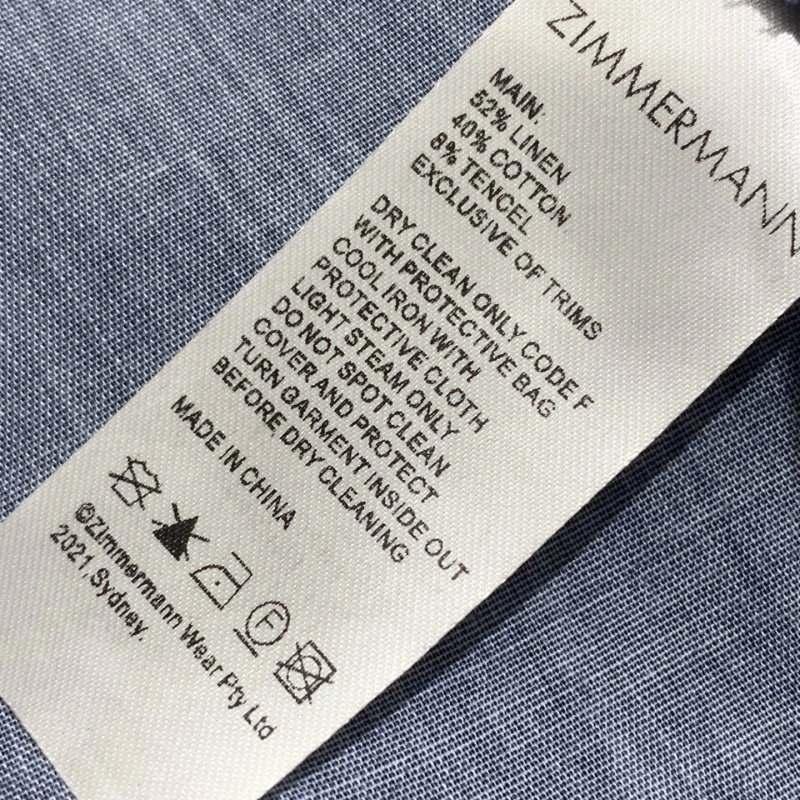 ZIMMERMANN
MAIN:
52% LINEN
40% COTTON
8% TENCEL
EXCLUSIVE OF TRIMS
DRY CLEAN ONLY CODE F
WITH PROTECTIVE BAG
COOL IRON WITH
PROTECTIVE CLOTH
LIGHT STEAM ONLY
DO NOT SPOT CLEAN
COVER AND PROTECT
TURN GARMENT INSIDE OUT
BEFORE DRY CLEANING
MADE IN CHINA
F
©Zimmermann Wear Pty Ltd
2021, Sydney.